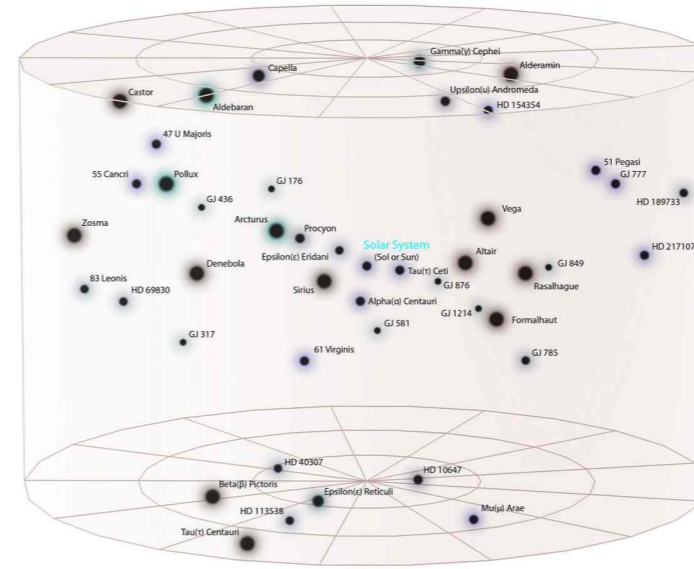 Gamma(γ) Cephei
Capella
Alderamin
Castor
Upsilon(υ) Andromeda
Aldebaran
HD 154354
47 U Majoris
51 Pegasi
55 Cancri
Pollux
GJ 777
GJ 176
HD 189733
GJ 436
Vega
Zosma
Arcturus
Procyon
Solar System
HD 217107
Epsilon(ε) Eridani
(Sol or Sun)
Altair
Denebola
Tau(τ) Ceti
GJ 849
83 Leonis
HD 69830
Sirius
GJ 876
Rasalhague
Alpha(α) Centauri
GJ 1214
Formalhaut
GJ 581
GJ 317
61 Virginis
GJ 785
HD 40307
HD 10647
Beta(β) Pictoris
Epsilon(ε) Reticuli
HD 113538
Mu(μ) Arae
Tau(τ) Centauri